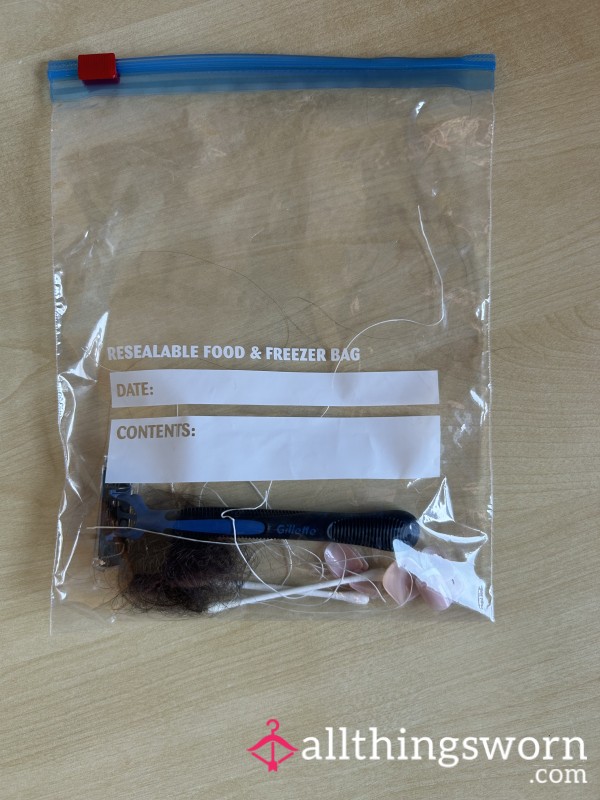 RESEALABLE FOOD & FREEZER BAG
DATE:
CONTENTS:
Gillette
allthingsworn
.com